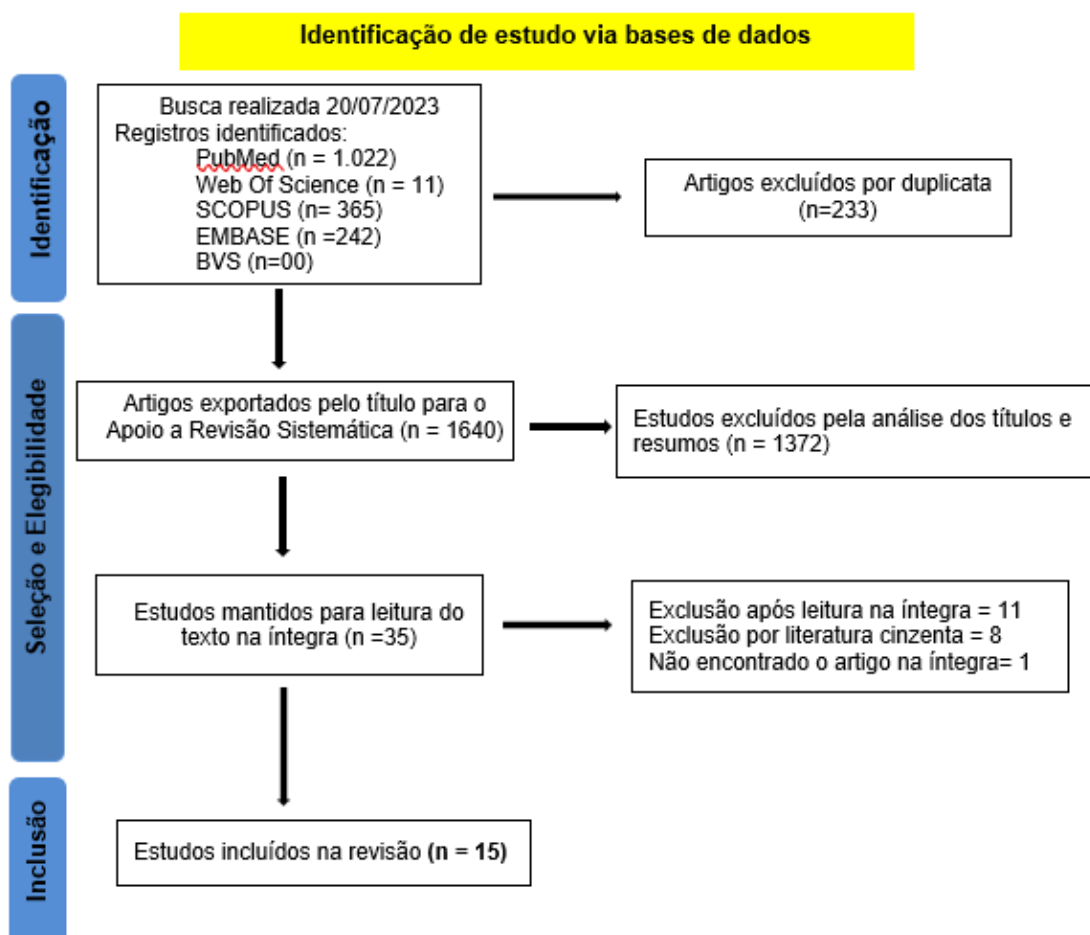 Identificação de estudo via bases de dados
Identificação
Busca realizada 20/07/2023
Registros identificados:
PubMed (n = 1.022)
Web Of Science (n = 11)
SCOPUS (n= 365)
EMBASE (n =242)
BVS (n=00)
Artigos excluídos por duplicata
(n=233)
Seleção e Elegibilidade
Artigos exportados pelo título para o
Apoio a Revisão Sistemática (n = 1640)
Estudos excluídos pela análise dos títulos e
resumos (n = 1372)
Estudos mantidos para leitura do
texto na íntegra (n =35)
Exclusão após leitura na íntegra = 11
Exclusão por literatura cinzenta = 8
Não encontrado o artigo na íntegra= 1
Inclusão
Estudos incluídos na revisão (n = 15)